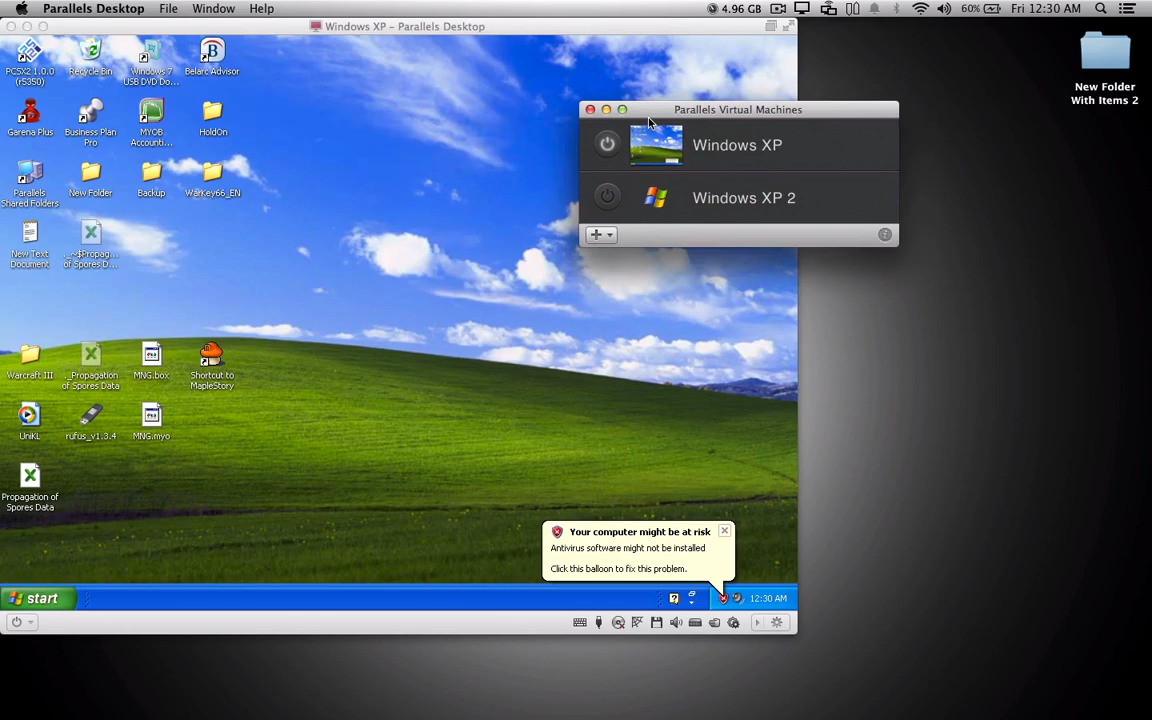 Parallels Desktop File Window Help 4.96 GB 60% Fri 12:30 AM
Windows XP – Parallels Desktop
PCSX2 1.0.0
(r5350)
Recycle Bin
Windows 7
USB DVD Do...
Belarc Advisor
Garena Plus
Business Plan
Pro
MYOB
Accounti...
HoldOn
Parallels
Shared Folders
New Folder
Backup
WarKey66_EN
New Text
Document
._~$Propag...
of Spores D...
Warcraft III
._Propagation
of Spores Data
MNG.box
Shortcut to
MapleStory
UniKL
rufus_v1.3.4
MNG.myo
Propagation of
Spores Data
Parallels Virtual Machines
Windows XP
Windows XP 2
New Folder
With Items 2
Your computer might be at risk
Antivirus software might not be installed
Click this balloon to fix this problem.
start
12:30 AM